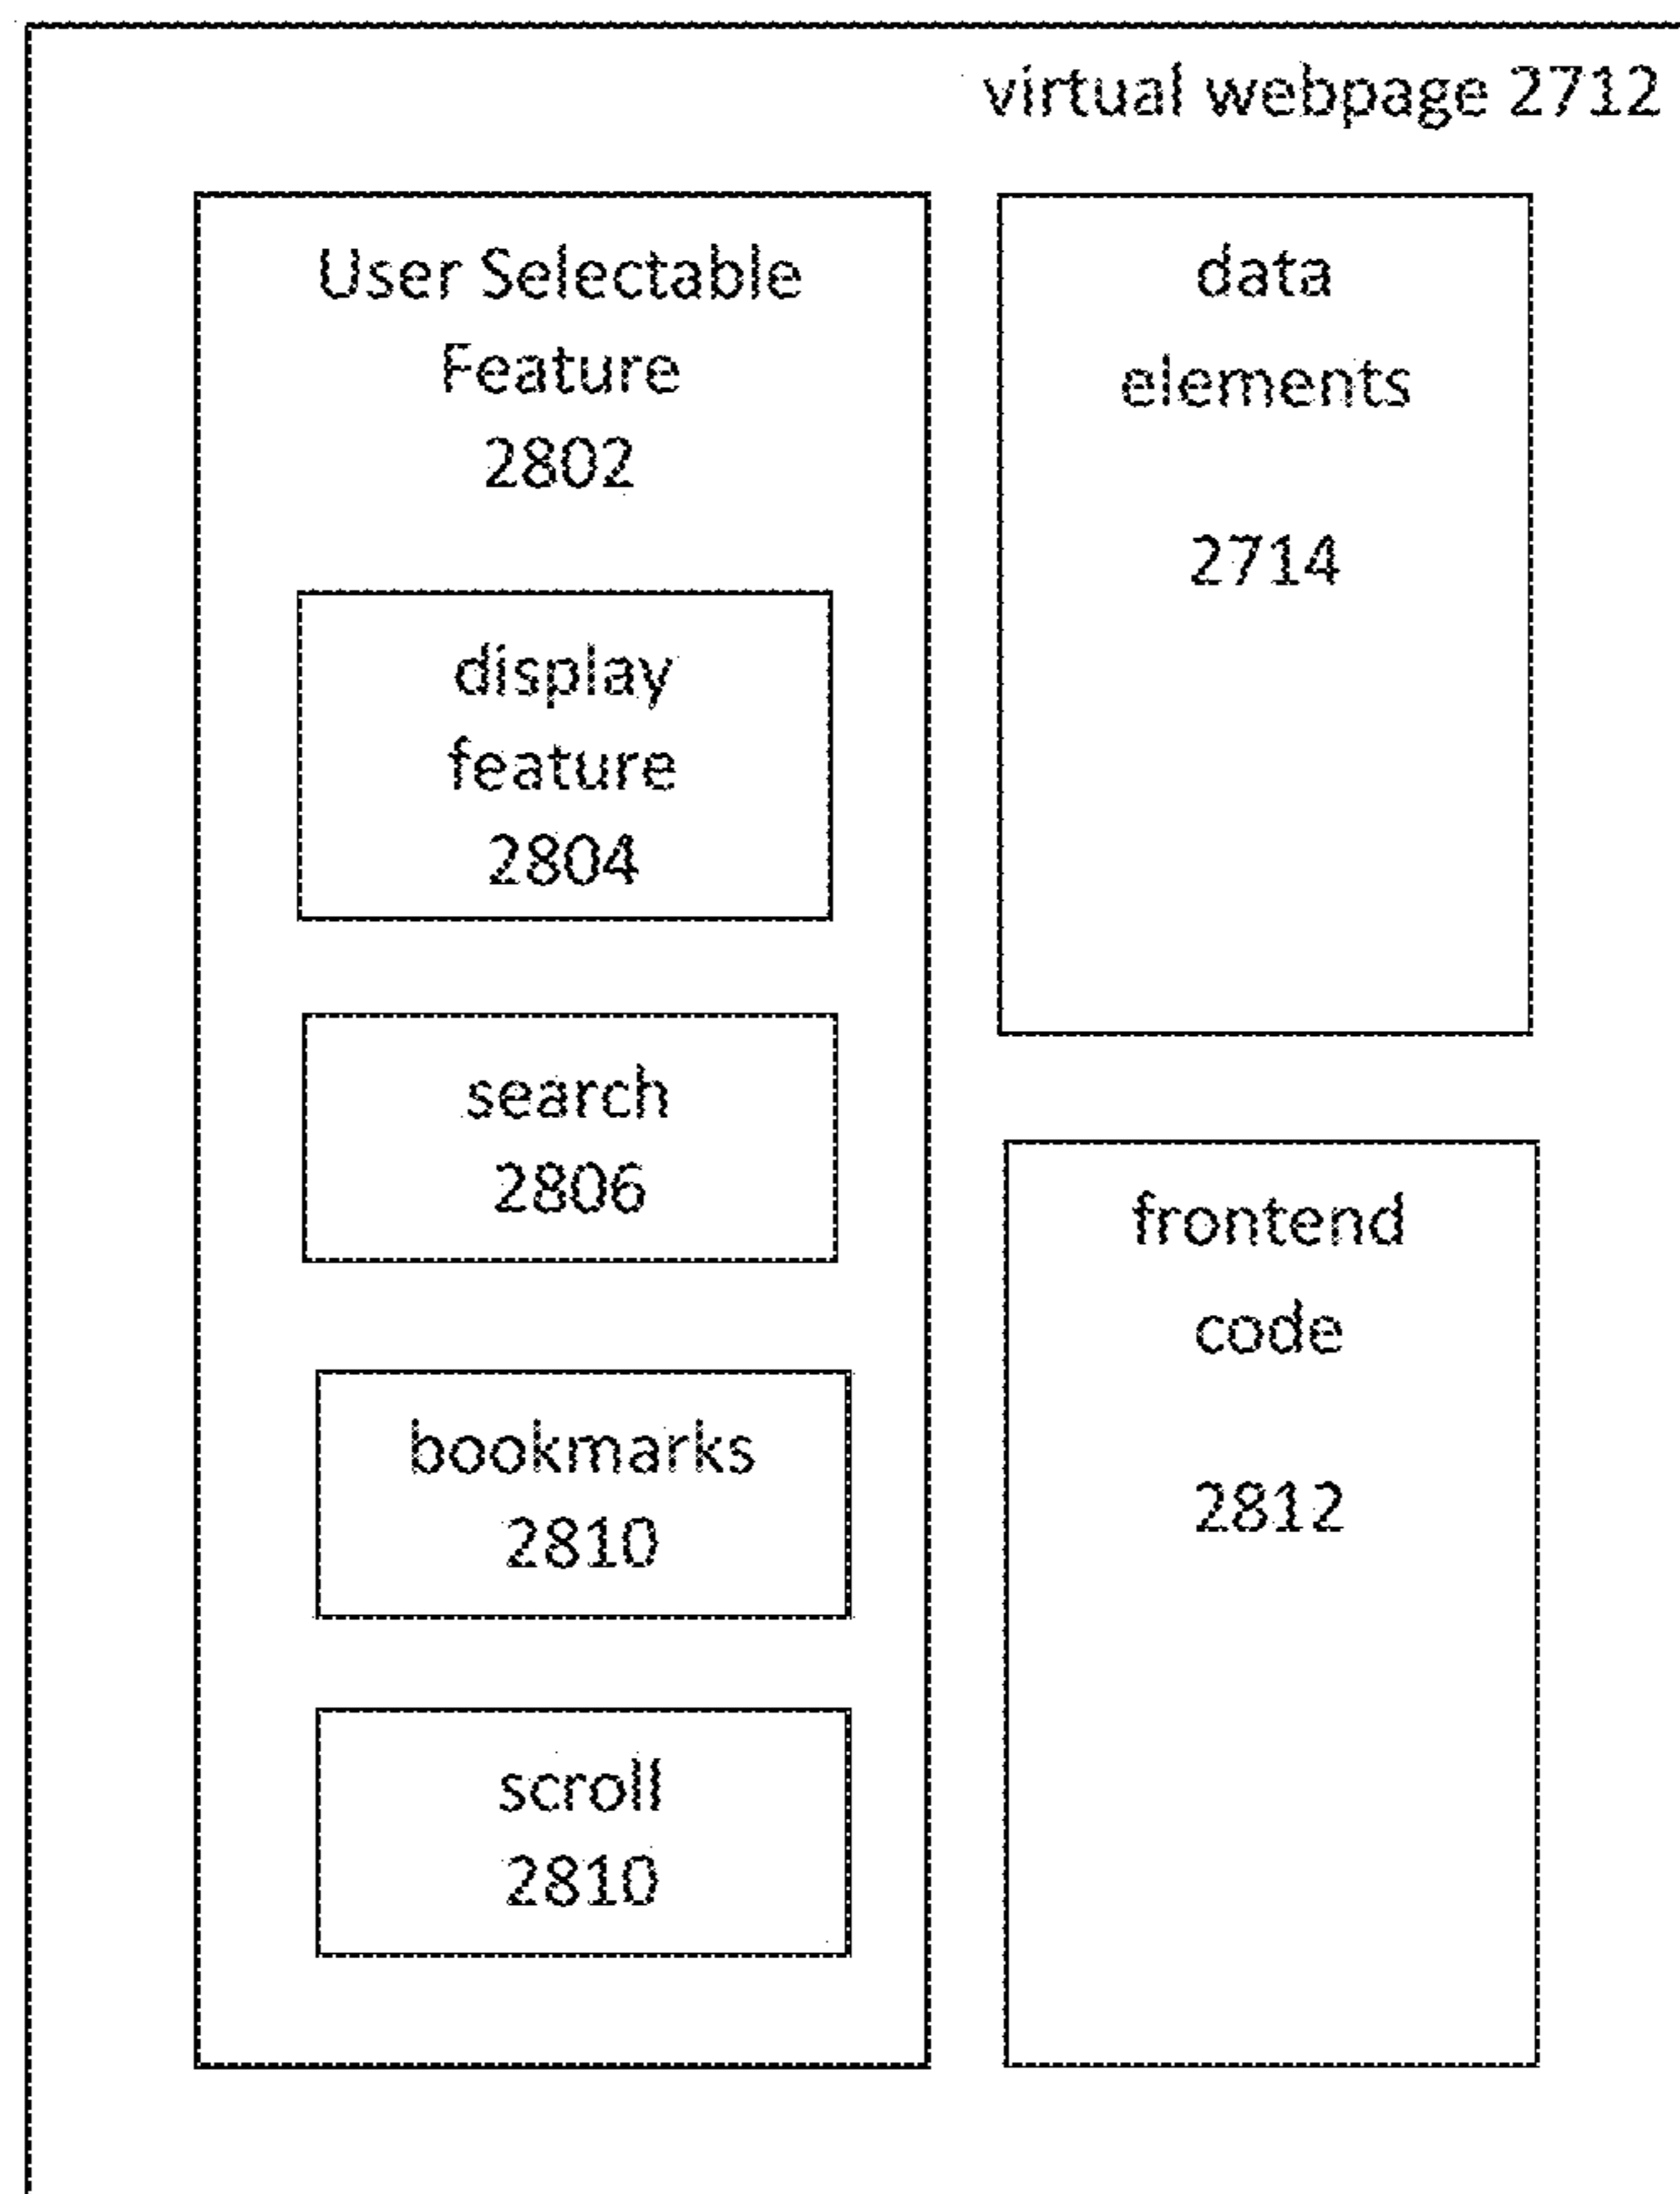 virtual webpage 2712
User Selectable
Feature
2802
display
feature
2804
search
2806
bookmarks
2810
scroll
2810
data
elements
2714
frontend
code
2812